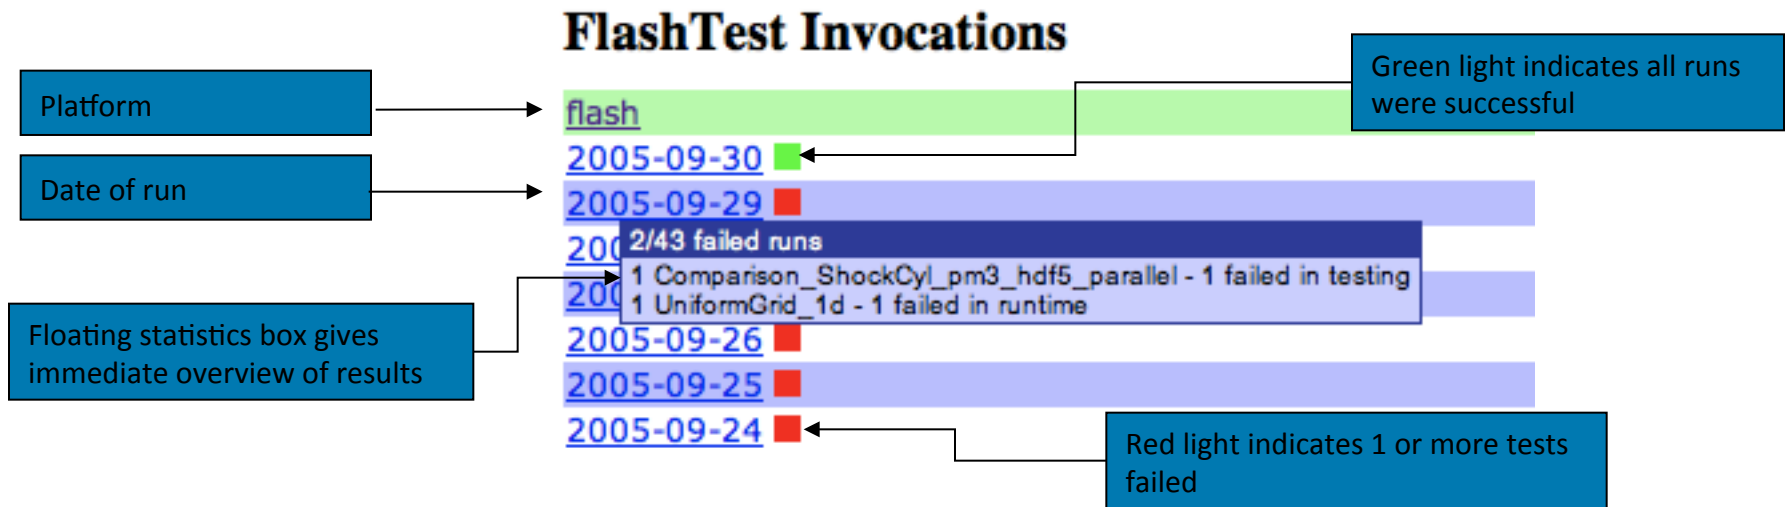 FlashTest Invocations
Platform
flash
Green light indicates all runs
were successful
2005-09-30
Date of run
2005-09-29
200
2/43 failed runs
1 Comparison_ShockCyl_pm3_hdf5_parallel - 1 failed in testing
200
1 UniformGrid_1d - 1 failed in runtime
Floating statistics box gives
immediate overview of results
2005-09-26
2005-09-25
2005-09-24
Red light indicates 1 or more tests
failed